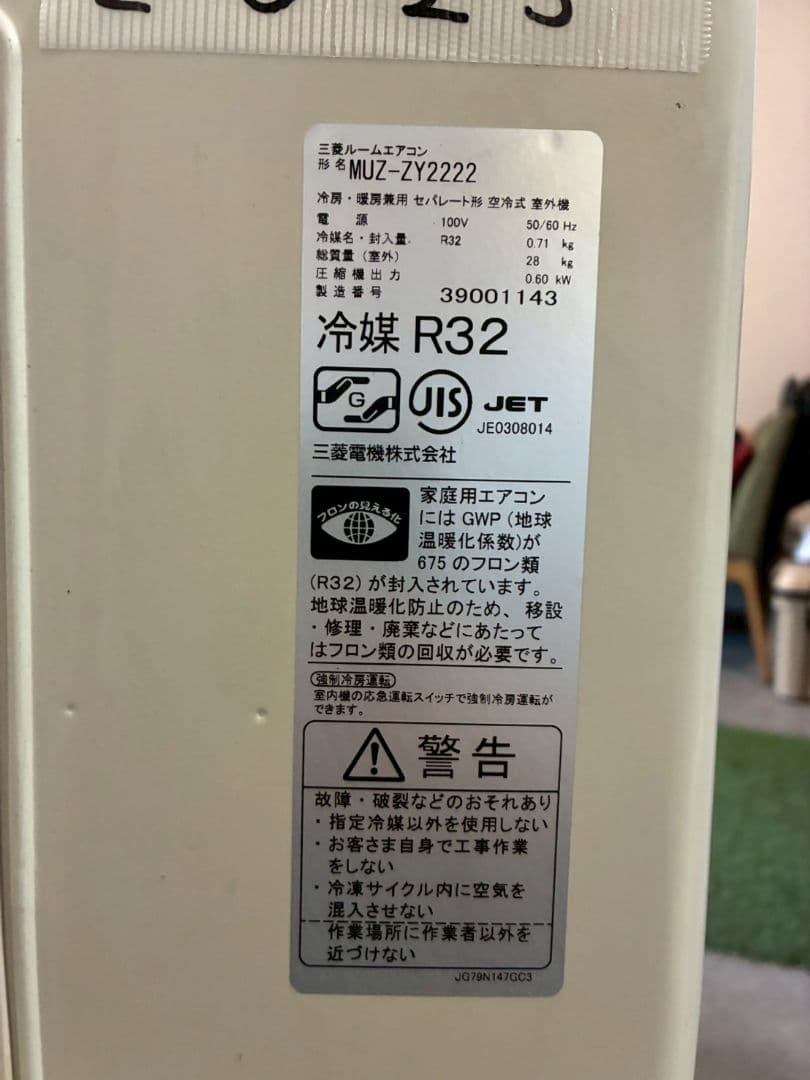 三菱ルームエアコン
形名 MUZ-ZY2222
冷房・暖房兼用 セパレート形 空冷式 室外機
電源 100V 50/60 Hz
冷媒名・封入量 R32 0.71 kg
総質量（室外） 28 kg
圧縮機出力 0.60 kW
製造番号 39001143
冷媒 R32
G
JIS
JET
JE0308014
三菱電機株式会社
フロンの見える化
家庭用エアコン
には GWP（地球
温暖化係数)が
675 のフロン類
(R32) が封入されています。
地球温暖化防止のため、移設
・修理・廃棄などにあたって
はフロン類の回収が必要です。
強制冷房運転
室内機の応急運転スイッチで強制冷房運転が
できます。
警告
故障・破裂などのおそれあり
・指定冷媒以外を使用しない
・お客さま自身で工事作業
をしない
・冷凍サイクル内に空気を
混入させない
作業場所に作業者以外を
近づけない
JG79N147GC3